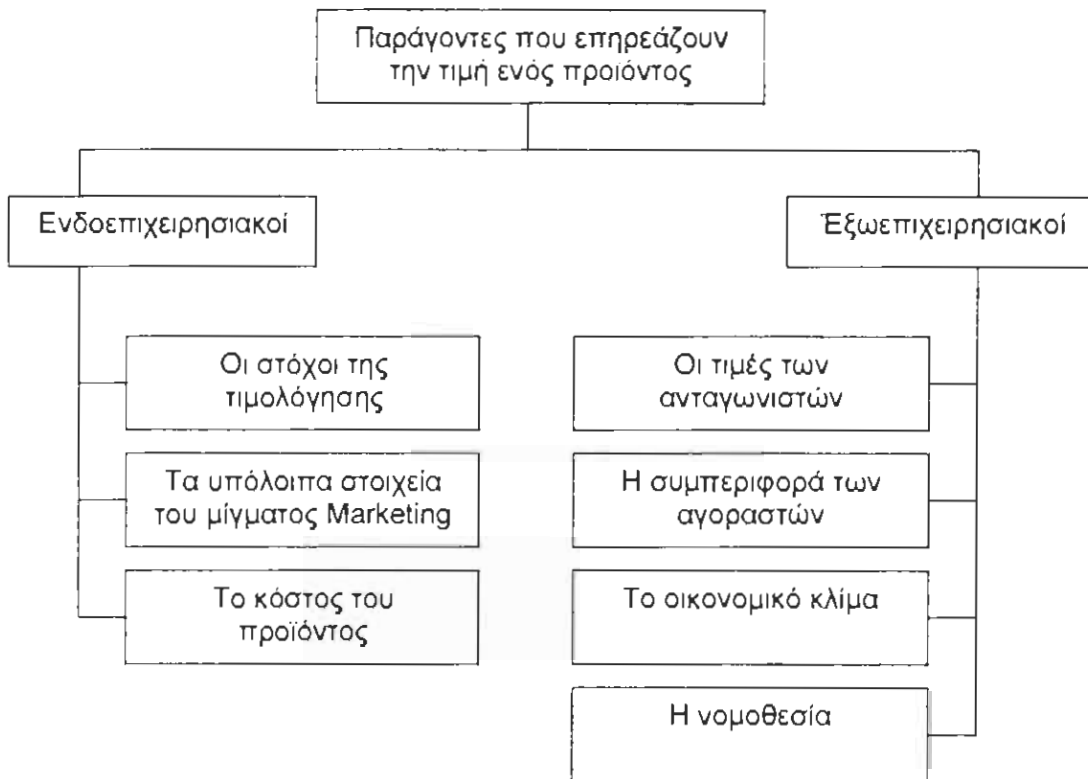 Παράγοντες που επηρεάζουν
την τιμή ενός προϊόντος
Ενδοεπιχειρησιακοί
Έξωεπιχειρησιακοί
Οι στόχοι της
τιμολόγησης
Τα υπόλοιπα στοιχεία
του μίγματος Marketing
Το κόστος του
προϊόντος
Οι τιμές των
ανταγωνιστών
Η συμπεριφορά των
αγοραστών
Το οικονομικό κλίμα
Η νομοθεσία